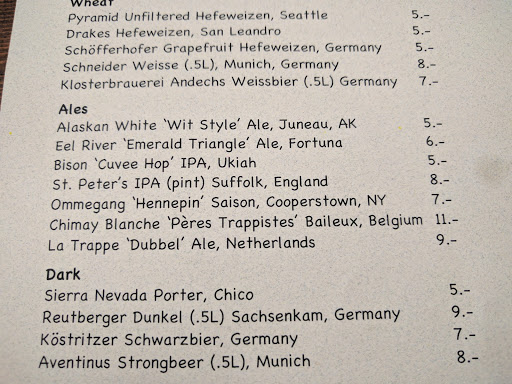 Wheat
Pyramid Unfiltered Hefeweizen, Seattle 5.-
Drakes Hefeweizen, San Leandro 5.-
Schöfferhofer Grapefruit Hefeweizen, Germany 5.-
Schneider Weisse (.5L), Munich, Germany 8.-
Klosterbrauerei Andechs Weissbier (.5L) Germany 7.-
Ales
Alaskan White 'Wit Style' Ale, Juneau, AK 5.-
Eel River 'Emerald Triangle' Ale, Fortuna 6.-
Bison 'Cuvee Hop' IPA, Ukiah 5.-
St. Peter's IPA (pint) Suffolk, England 8.-
Ommegang 'Hennepin' Saison, Cooperstown, NY 7.-
Chimay Blanche 'Pères Trappistes' Baileux, Belgium 11.-
La Trappe 'Dubbel' Ale, Netherlands 9.-
Dark
Sierra Nevada Porter, Chico 5.-
Reutberger Dunkel (.5L) Sachsenkam, Germany 9.-
Köstritzer Schwarzbier, Germany 7.-
Aventinus Strongbeer (.5L), Munich 8.-